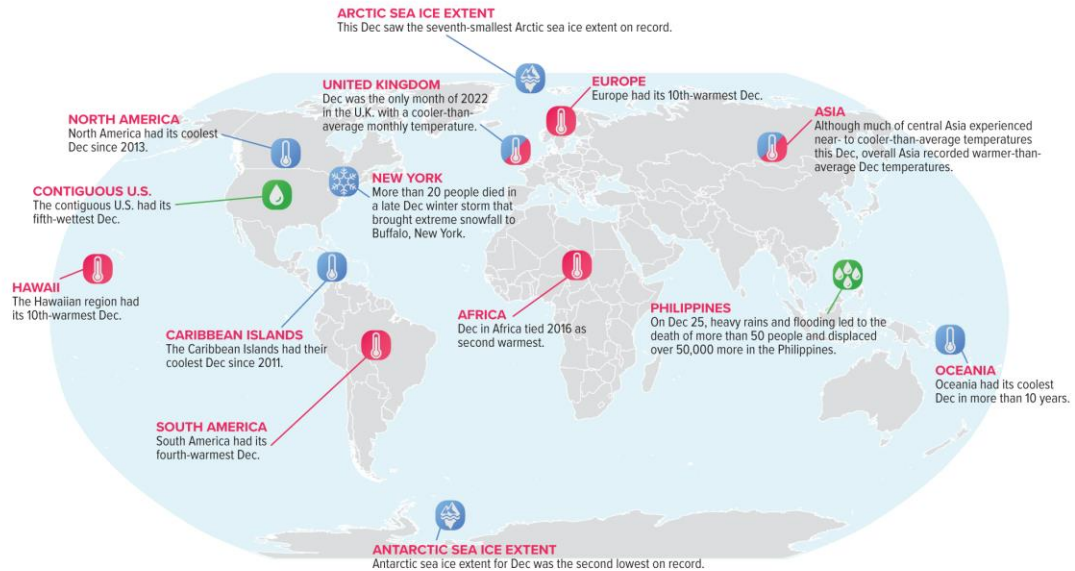 ARCTIC SEA ICE EXTENT
This Dec saw the seventh-smallest Arctic sea ice extent on record.
UNITED KINGDOM
Dec was the only month of 2022
in the U.K. with a cooler-than-
average monthly temperature.
EUROPE
Europe had its 10th-warmest Dec.
ASIA
Although much of central Asia experienced
near- to cooler-than-average temperatures
this Dec, overall Asia recorded warmer-than-
average Dec temperatures.
NORTH AMERICA
North America had its coolest
Dec since 2013.
CONTIGUOUS U.S.
The contiguous U.S. had its
fifth-wettest Dec.
NEW YORK
More than 20 people died in
a late Dec winter storm that
brought extreme snowfall to
Buffalo, New York.
HAWAII
The Hawaiian region had
its 10th-warmest Dec.
CARIBBEAN ISLANDS
The Caribbean Islands had their
coolest Dec since 2011.
AFRICA
Dec in Africa tied 2016 as
second warmest.
PHILIPPINES
On Dec 25, heavy rains and flooding led to the
death of more than 50 people and displaced
over 50,000 more in the Philippines.
OCEANIA
Oceania had its coolest
Dec in more than 10 years.
SOUTH AMERICA
South America had its
fourth-warmest Dec.
ANTARCTIC SEA ICE EXTENT
Antarctic sea ice extent for Dec was the second lowest on record.